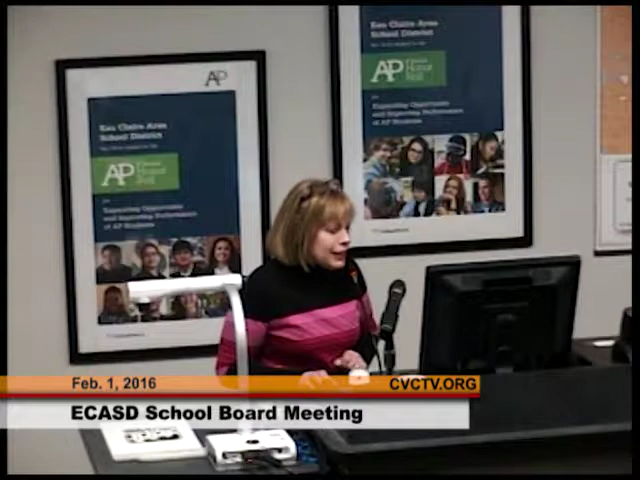 Eau Claire Area
School District
AP
Honor
Roll
Expanding Opportunity
and Improving Performance
of AP Students
AP
Eau Claire Area
School District
AP
Honor Roll
Expanding Opportunity
and Improving Performance
of AP Students
Feb. 1, 2016
CVCTV.ORG
ECASD School Board Meeting